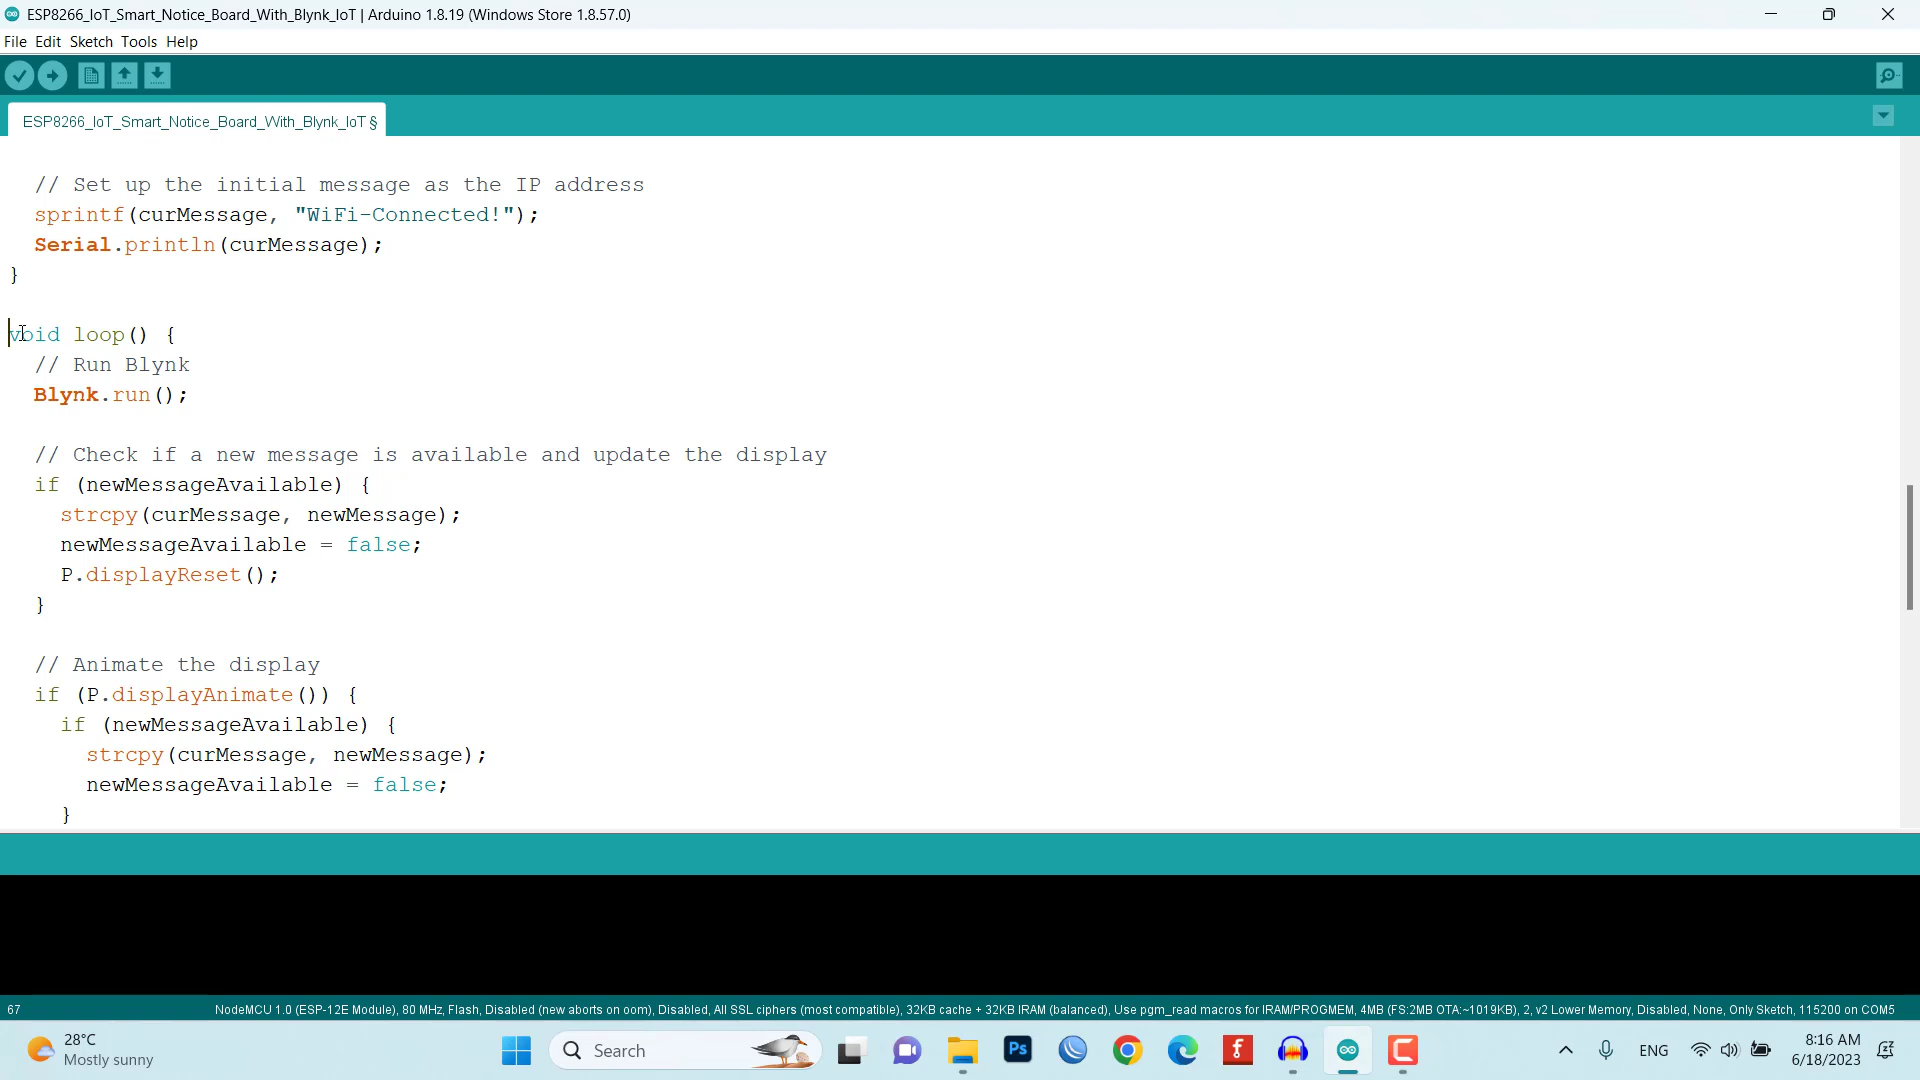 ESP8266_IoT_Smart_Notice_Board_With_Blynk_IoT | Arduino 1.8.19 (Windows Store 1.8.57.0)
File Edit Sketch Tools Help
ESP8266_IoT_Smart_Notice_Board_With_Blynk_IoT §
// Set up the initial message as the IP address
sprintf(curMessage, "WiFi-Connected!");
Serial.println(curMessage);
}
void loop() {
// Run Blynk
Blynk.run();
// Check if a new message is available and update the display
if (newMessageAvailable) {
strcpy(curMessage, newMessage);
newMessageAvailable = false;
P.displayReset();
}
// Animate the display
if (P.displayAnimate()) {
if (newMessageAvailable) {
strcpy(curMessage, newMessage);
newMessageAvailable = false;
}
67
NodeMCU 1.0 (ESP-12E Module), 80 MHz, Flash, Disabled (new aborts on oom), Disabled, All SSL ciphers (most compatible), 32KB cache + 32KB IRAM (balanced), Use pgm_read macros for IRAM/PROGMEM, 4MB (FS:2MB OTA:~1019KB), 2, v2 Lower Memory, Disabled, None, Only Sketch, 115200 on COM5
28°C
Mostly sunny
Search
Ps
ENG
8:16 AM
6/18/2023